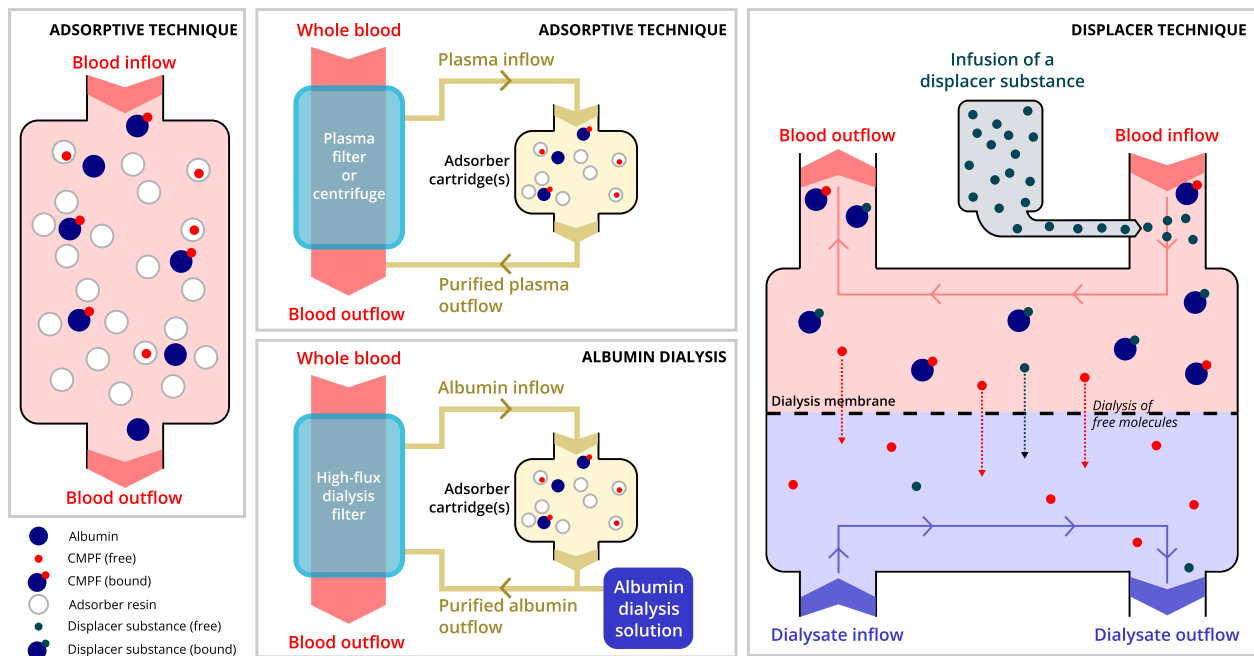 ADSORPTIVE TECHNIQUE
Blood inflow
Blood outflow
Albumin
CMPF (free)
CMPF (bound)
Adsorber resin
Displacer substance (free)
Displacer substance (bound)
ADSORPTIVE TECHNIQUE
Whole blood
Plasma inflow
Plasma
filter
or
centrifuge
Adsorber
cartridge(s)
Purified plasma
outflow
Blood outflow
ALBUMIN DIALYSIS
Whole blood
Albumin inflow
High-flux
dialysis
filter
Adsorber
cartridge(s)
Purified albumin
outflow
Albumin
dialysis
solution
Blood outflow
DISPLACER TECHNIQUE
Infusion of a
displacer substance
Blood outflow
Blood inflow
Dialysis membrane
Dialysis of
free molecules
Dialysate inflow
Dialysate outflow